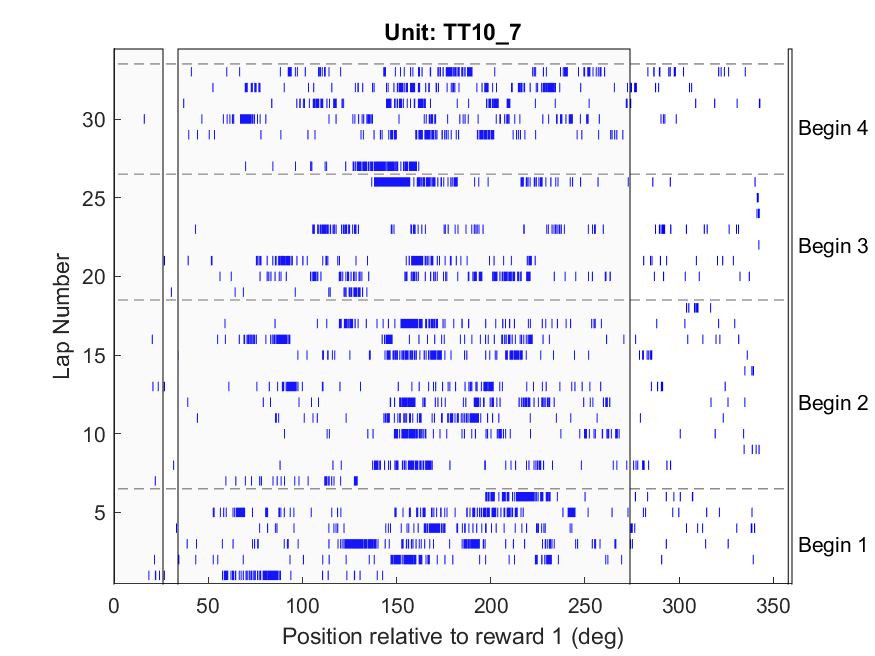 Unit: TT10_7
Lap Number
30
25
20
15
10
5
Begin 4
Begin 3
Begin 2
Begin 1
0 50 100 150 200 250 300 350
Position relative to reward 1 (deg)